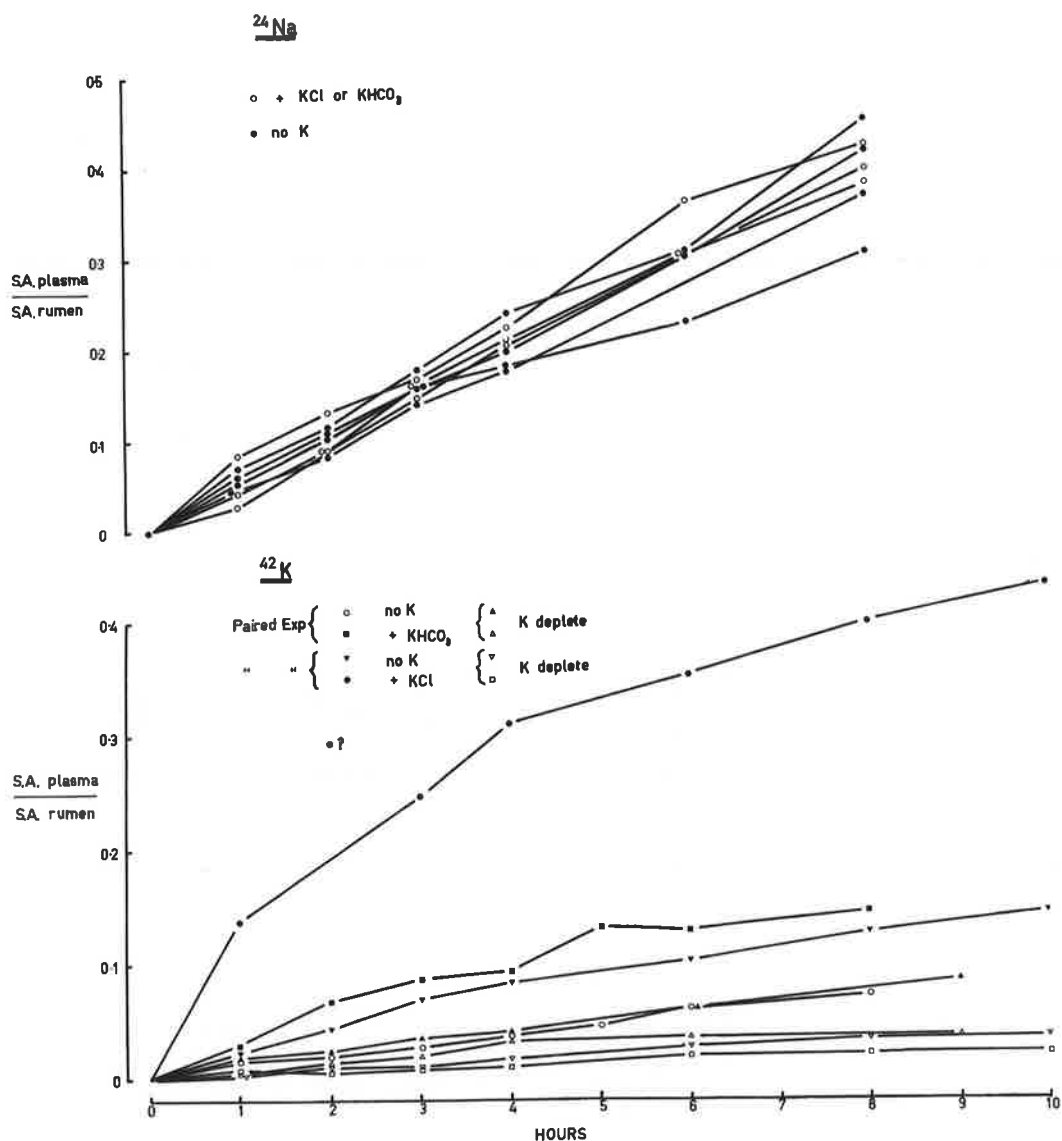 ²⁴Na
0·5
○ + KCl or KHCO₃
● no K
0·4
0·3
S.A. plasma
S.A. rumen
0·2
0·1
0
⁴²K
Paired Exp { ○ no K { ▲ K deplete
■ + KHCO₃ △
" " { ▼ no K { ▽ K deplete
● + KCl □
0·4
● ?
0·3
S.A. plasma
S.A. rumen
0·2
0·1
0
0 1 2 3 4 5 6 7 8 9 10
HOURS